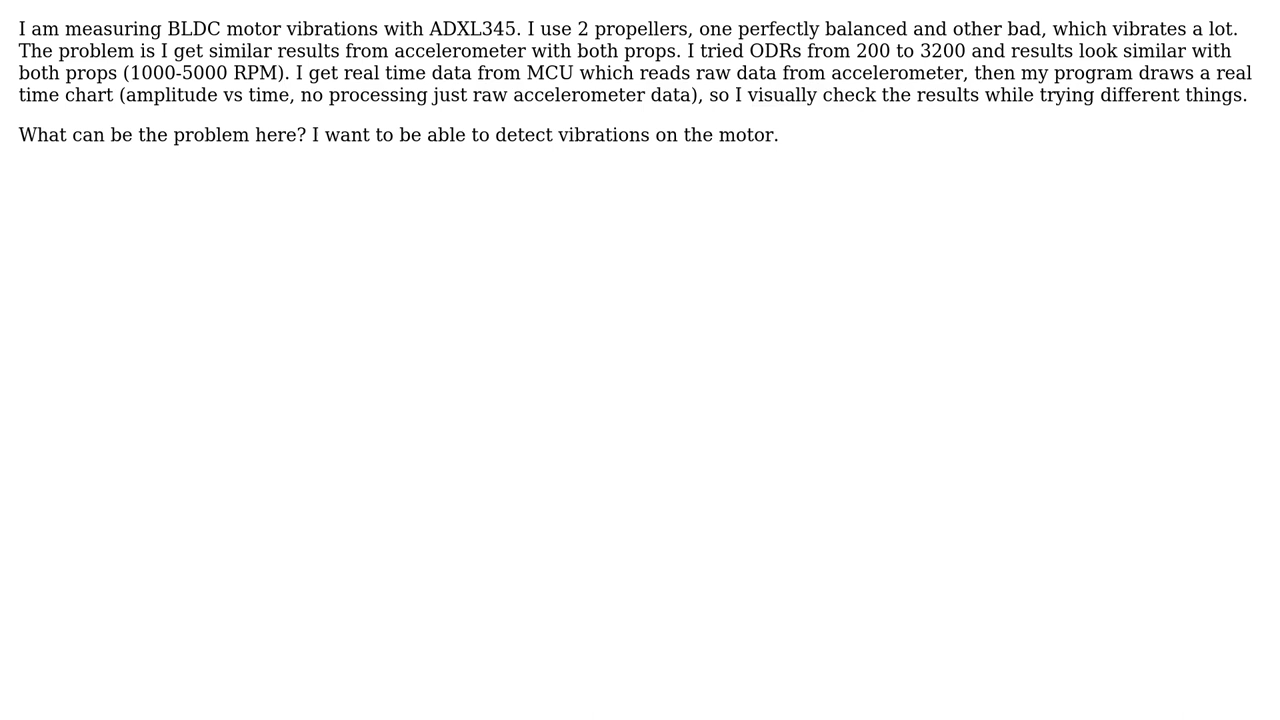 I am measuring BLDC motor vibrations with ADXL345. I use 2 propellers, one perfectly balanced and other bad, which vibrates a lot.
The problem is I get similar results from accelerometer with both props. I tried ODRs from 200 to 3200 and results look similar with
both props (1000-5000 RPM). I get real time data from MCU which reads raw data from accelerometer, then my program draws a real
time chart (amplitude vs time, no processing just raw accelerometer data), so I visually check the results while trying different things.
What can be the problem here? I want to be able to detect vibrations on the motor.